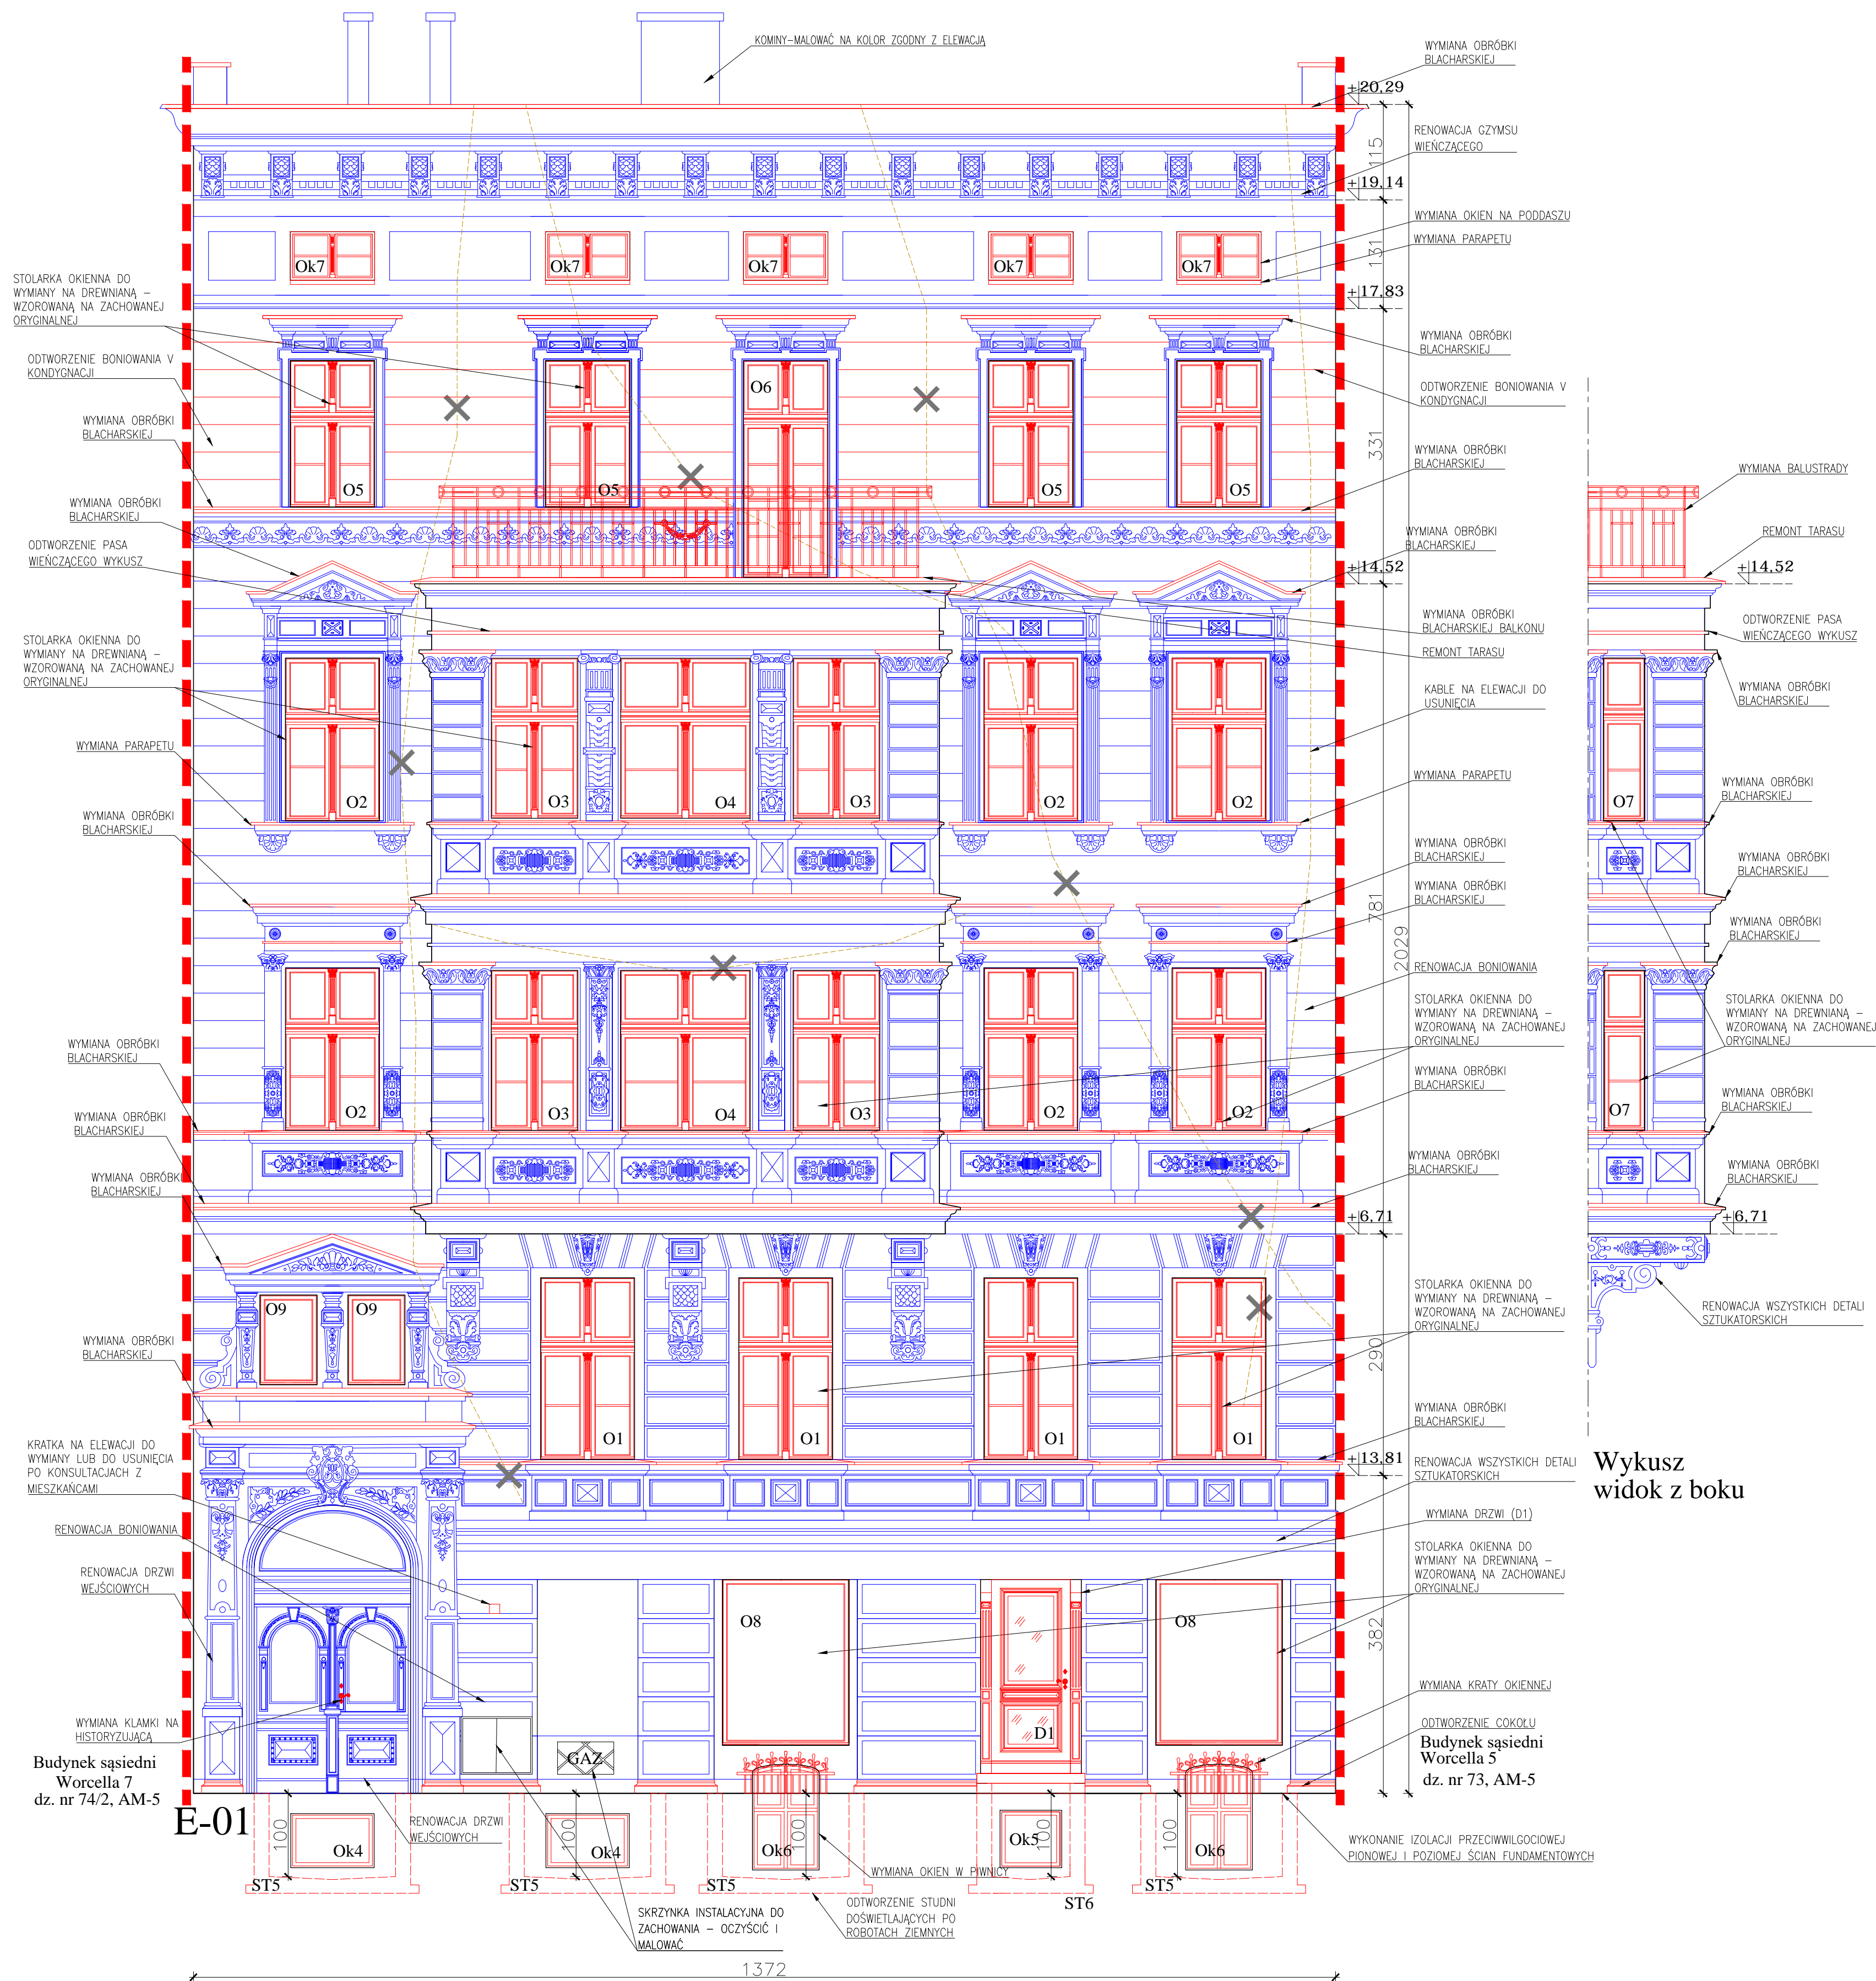 KOMINY-MALOWAĆ NA KOLOR ZGODNY Z ELEWACJĄ
WYMIANA OBRÓBKI
BLACHARSKIEJ
+20,29
RENOWACJA GZYMSU
WIEŃCZĄCEGO
115
+19,14
WYMIANA OKIEN NA PODDASZU
WYMIANA PARAPETU
131
Ok7
Ok7
Ok7
Ok7
Ok7
+17,83
STOLARKA OKIENNA DO
WYMIANY NA DREWNIANĄ –
WZOROWANĄ NA ZACHOWANEJ
ORYGINALNEJ
ODTWORZENIE BONIOWANIA V
KONDYGNACJI
WYMIANA OBRÓBKI
BLACHARSKIEJ
WYMIANA OBRÓBKI
BLACHARSKIEJ
ODTWORZENIE PASA
WIEŃCZĄCEGO WYKUSZ
STOLARKA OKIENNA DO
WYMIANY NA DREWNIANĄ –
WZOROWANĄ NA ZACHOWANEJ
ORYGINALNEJ
WYMIANA PARAPETU
WYMIANA OBRÓBKI
BLACHARSKIEJ
WYMIANA OBRÓBKI
BLACHARSKIEJ
WYMIANA OBRÓBKI
BLACHARSKIEJ
WYMIANA OBRÓBKI
BLACHARSKIEJ
WYMIANA OBRÓBKI
BLACHARSKIEJ
KRATKA NA ELEWACJI DO
WYMIANY LUB DO USUNIĘCIA
PO KONSULTACJACH Z
MIESZKAŃCAMI
RENOWACJA BONIOWANIA
RENOWACJA DRZWI
WEJŚCIOWYCH
WYMIANA KLAMKI NA
HISTORYZUJĄCĄ
Budynek sąsiedni
Worcella 7
dz. nr 74/2, AM-5
E-01
O6
O5
O5
O5
O5
O2
O3
O4
O3
O2
O2
O2
O3
O4
O3
O2
O2
O9
O9
O1
O1
O1
O1
O8
O8
D1
GAZ
WYMIANA OBRÓBKI
BLACHARSKIEJ
ODTWORZENIE BONIOWANIA V
KONDYGNACJI
331
WYMIANA OBRÓBKI
BLACHARSKIEJ
WYMIANA OBRÓBKI
BLACHARSKIEJ
+14,52
WYMIANA OBRÓBKI
BLACHARSKIEJ BALKONU
REMONT TARASU
KABLE NA ELEWACJI DO
USUNIĘCIA
WYMIANA PARAPETU
WYMIANA OBRÓBKI
BLACHARSKIEJ
WYMIANA OBRÓBKI
BLACHARSKIEJ
781
2029
RENOWACJA BONIOWANIA
STOLARKA OKIENNA DO
WYMIANY NA DREWNIANĄ –
WZOROWANĄ NA ZACHOWANEJ
ORYGINALNEJ
WYMIANA OBRÓBKI
BLACHARSKIEJ
WYMIANA OBRÓBKI
BLACHARSKIEJ
+6,71
STOLARKA OKIENNA DO
WYMIANY NA DREWNIANĄ –
WZOROWANĄ NA ZACHOWANEJ
ORYGINALNEJ
290
WYMIANA OBRÓBKI
BLACHARSKIEJ
+13,81
RENOWACJA WSZYSTKICH DETALI
SZTUKATORSKICH
WYMIANA DRZWI (D1)
STOLARKA OKIENNA DO
WYMIANY NA DREWNIANĄ –
WZOROWANĄ NA ZACHOWANEJ
ORYGINALNEJ
382
WYMIANA KRATY OKIENNEJ
ODTWORZENIE COKOŁU
Budynek sąsiedni
Worcella 5
dz. nr 73, AM-5
WYMIANA BALUSTRADY
REMONT TARASU
+14,52
ODTWORZENIE PASA
WIEŃCZĄCEGO WYKUSZ
WYMIANA OBRÓBKI
BLACHARSKIEJ
WYMIANA OBRÓBKI
BLACHARSKIEJ
O7
WYMIANA OBRÓBKI
BLACHARSKIEJ
WYMIANA OBRÓBKI
BLACHARSKIEJ
STOLARKA OKIENNA DO
WYMIANY NA DREWNIANĄ –
WZOROWANĄ NA ZACHOWANEJ
ORYGINALNEJ
O7
WYMIANA OBRÓBKI
BLACHARSKIEJ
WYMIANA OBRÓBKI
BLACHARSKIEJ
+6,71
RENOWACJA WSZYSTKICH DETALI
SZTUKATORSKICH
Wykusz
widok z boku
100
100
100
100
100
Ok4
Ok4
Ok6
Ok5
Ok6
ST5
ST5
ST5
ST6
ST5
RENOWACJA DRZWI
WEJŚCIOWYCH
WYMIANA OKIEN W PIWNICY
WYKONANIE IZOLACJI PRZECIWWILGOCIOWEJ
PIONOWEJ I POZIOMEJ ŚCIAN FUNDAMENTOWYCH
SKRZYNKA INSTALACYJNA DO
ZACHOWANIA – OCZYŚCIĆ I
MALOWAĆ
ODTWORZENIE STUDNI
DOŚWIETLAJĄCYCH PO
ROBOTACH ZIEMNYCH
1372